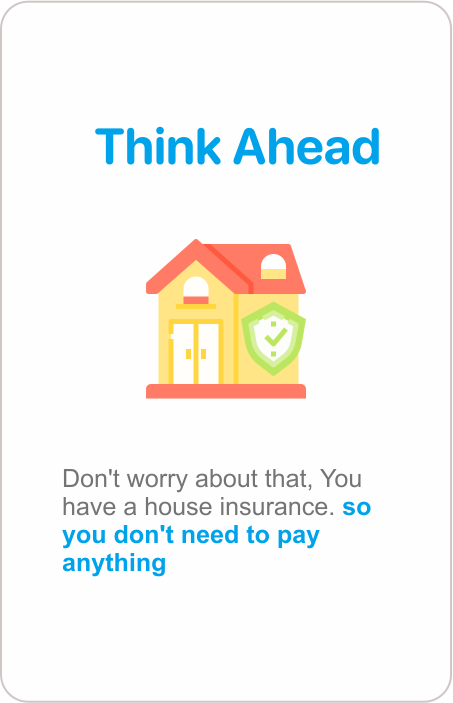 Think Ahead
Don't worry about that, You
have a house insurance. so
you don't need to pay
anything